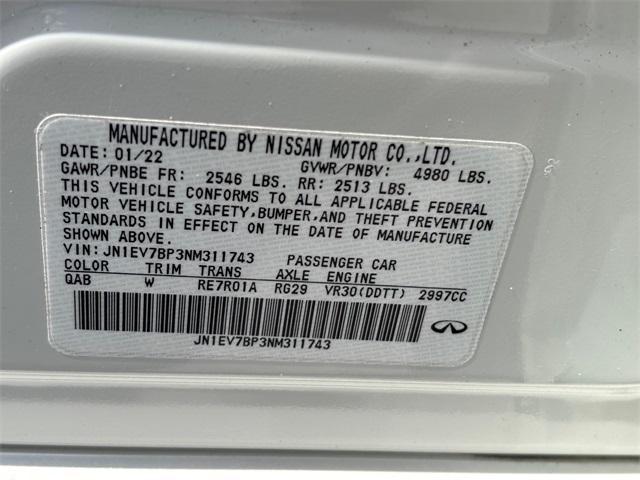 MANUFACTURED BY NISSAN MOTOR CO.,LTD.
DATE: 01/22 GVWR/PNBV: 4980 LBS.
GAWR/PNBE FR: 2546 LBS. RR: 2513 LBS.
THIS VEHICLE CONFORMS TO ALL APPLICABLE FEDERAL
MOTOR VEHICLE SAFETY,BUMPER,AND THEFT PREVENTION
STANDARDS IN EFFECT ON THE DATE OF MANUFACTURE
SHOWN ABOVE.
VIN: JN1EV7BP3NM311743 PASSENGER CAR
COLOR TRIM TRANS AXLE ENGINE
QAB W RE7R01A RG29 VR30(DDTT) 2997CC
JN1EV7BP3NM311743